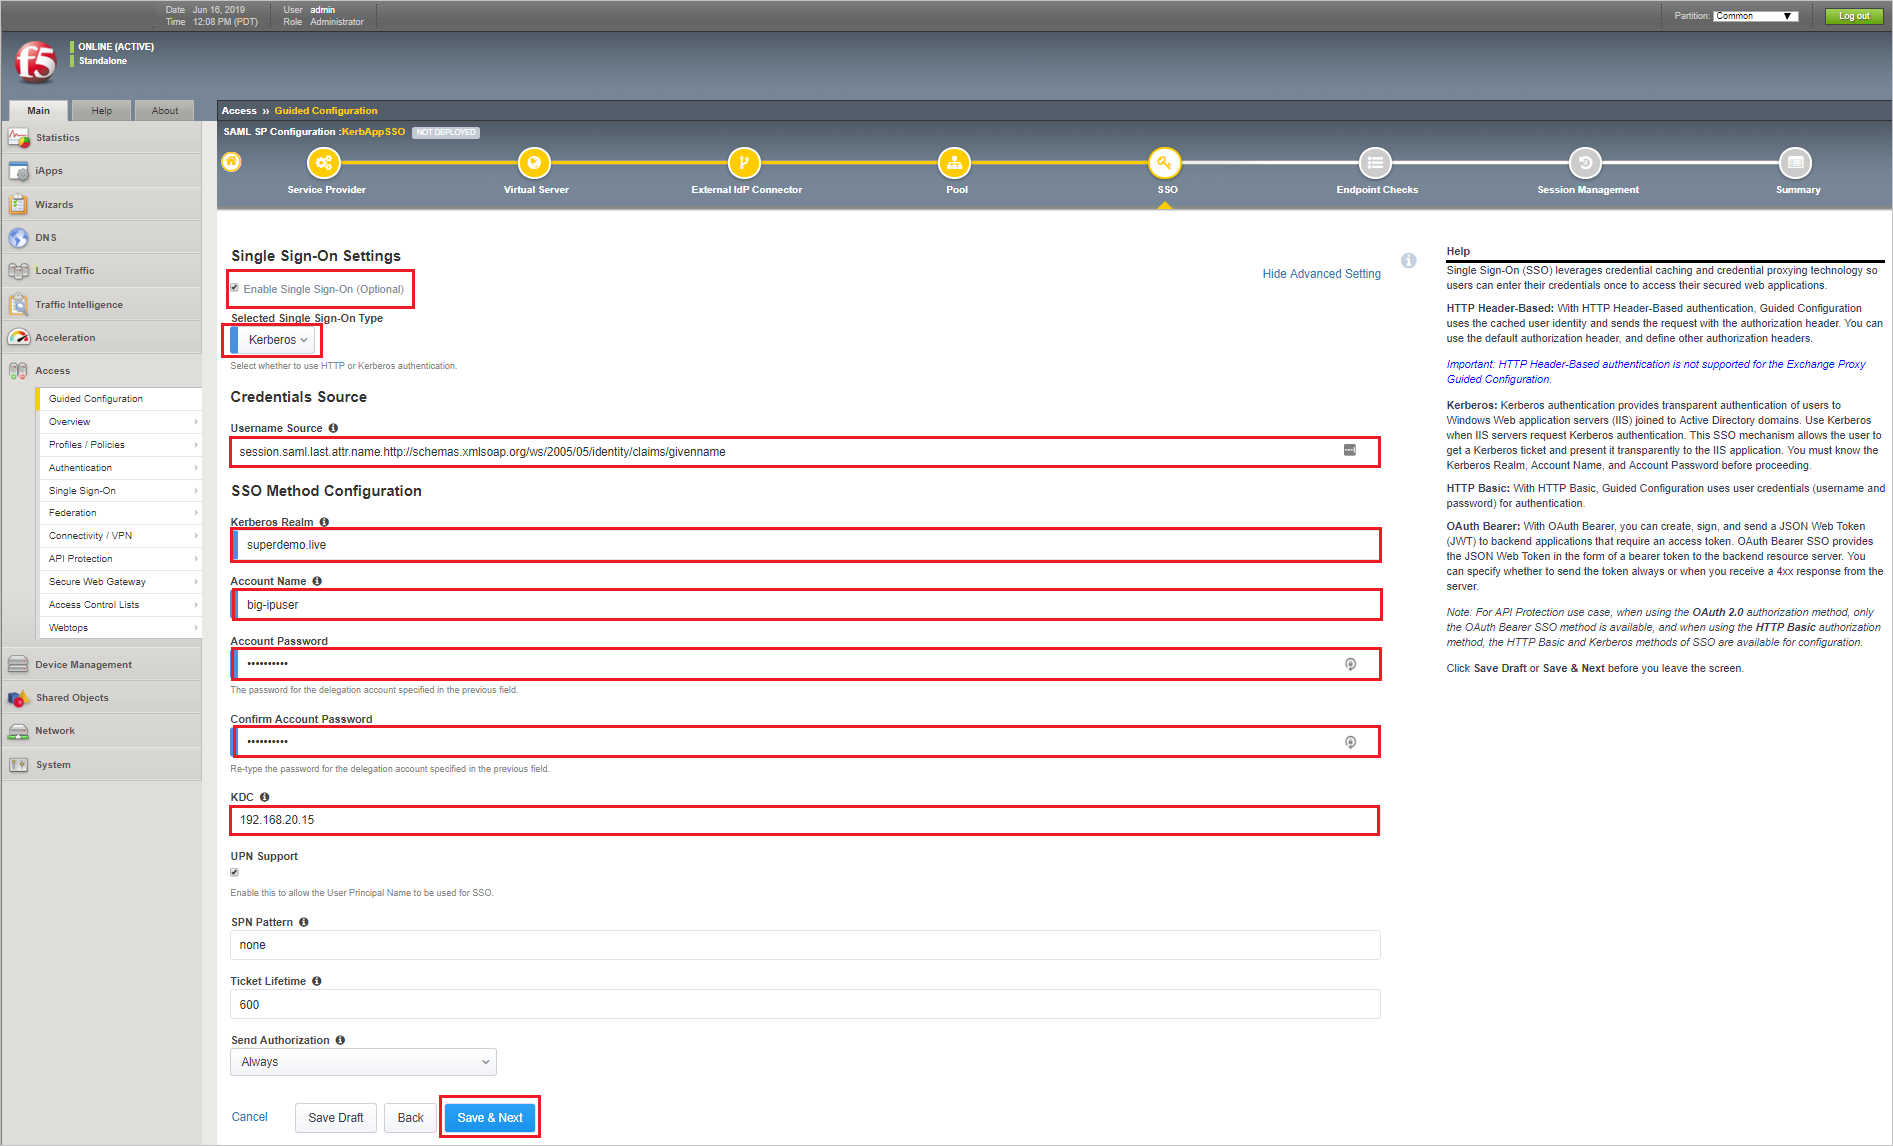 Date Jun 16, 2019
Time 12:08 PM (PDT)
User admin
Role Administrator
Partition: Common
Log out
f5
ONLINE (ACTIVE)
Standalone
Main
Help
About
Statistics
iApps
Wizards
DNS
Local Traffic
Traffic Intelligence
Acceleration
Access
Guided Configuration
Overview
Profiles / Policies
Authentication
Single Sign-On
Federation
Connectivity / VPN
API Protection
Secure Web Gateway
Access Control Lists
Webtops
Device Management
Shared Objects
Network
System
Access » Guided Configuration
SAML SP Configuration :KerbAppSSO NOT DEPLOYED
Service Provider
Virtual Server
External IdP Connector
Pool
SSO
Endpoint Checks
Session Management
Summary
Single Sign-On Settings
Hide Advanced Setting
Enable Single Sign-On (Optional)
Selected Single Sign-On Type
Kerberos
Select whether to use HTTP or Kerberos authentication.
Credentials Source
Username Source
session.saml.last.attr.name.http://schemas.xmlsoap.org/ws/2005/05/identity/claims/givenname
SSO Method Configuration
Kerberos Realm
superdemo.live
Account Name
big-ipuser
Account Password
••••••••••
The password for the delegation account specified in the previous field.
Confirm Account Password
••••••••••
Re-type the password for the delegation account specified in the previous field.
KDC
192.168.20.15
UPN Support
Enable this to allow the User Principal Name to be used for SSO.
SPN Pattern
none
Ticket Lifetime
600
Send Authorization
Always
Cancel
Save Draft
Back
Save & Next
Help
Single Sign-On (SSO) leverages credential caching and credential proxying technology so
users can enter their credentials once to access their secured web applications.
HTTP Header-Based: With HTTP Header-Based authentication, Guided Configuration
uses the cached user identity and sends the request with the authorization header. You can
use the default authorization header, and define other authorization headers.
Important: HTTP Header-Based authentication is not supported for the Exchange Proxy
Guided Configuration.
Kerberos: Kerberos authentication provides transparent authentication of users to
Windows Web application servers (IIS) joined to Active Directory domains. Use Kerberos
when IIS servers request Kerberos authentication. This SSO mechanism allows the user to
get a Kerberos ticket and present it transparently to the IIS application. You must know the
Kerberos Realm, Account Name, and Account Password before proceeding.
HTTP Basic: With HTTP Basic, Guided Configuration uses user credentials (username and
password) for authentication.
OAuth Bearer: With OAuth Bearer, you can create, sign, and send a JSON Web Token
(JWT) to backend applications that require an access token. OAuth Bearer SSO provides
the JSON Web Token in the form of a bearer token to the backend resource server. You
can specify whether to send the token always or when you receive a 4xx response from the
server.
Note: For API Protection use case, when using the OAuth 2.0 authorization method, only
the OAuth Bearer SSO method is available, and when using the HTTP Basic authorization
method, the HTTP Basic and Kerberos methods of SSO are available for configuration.
Click Save Draft or Save & Next before you leave the screen.